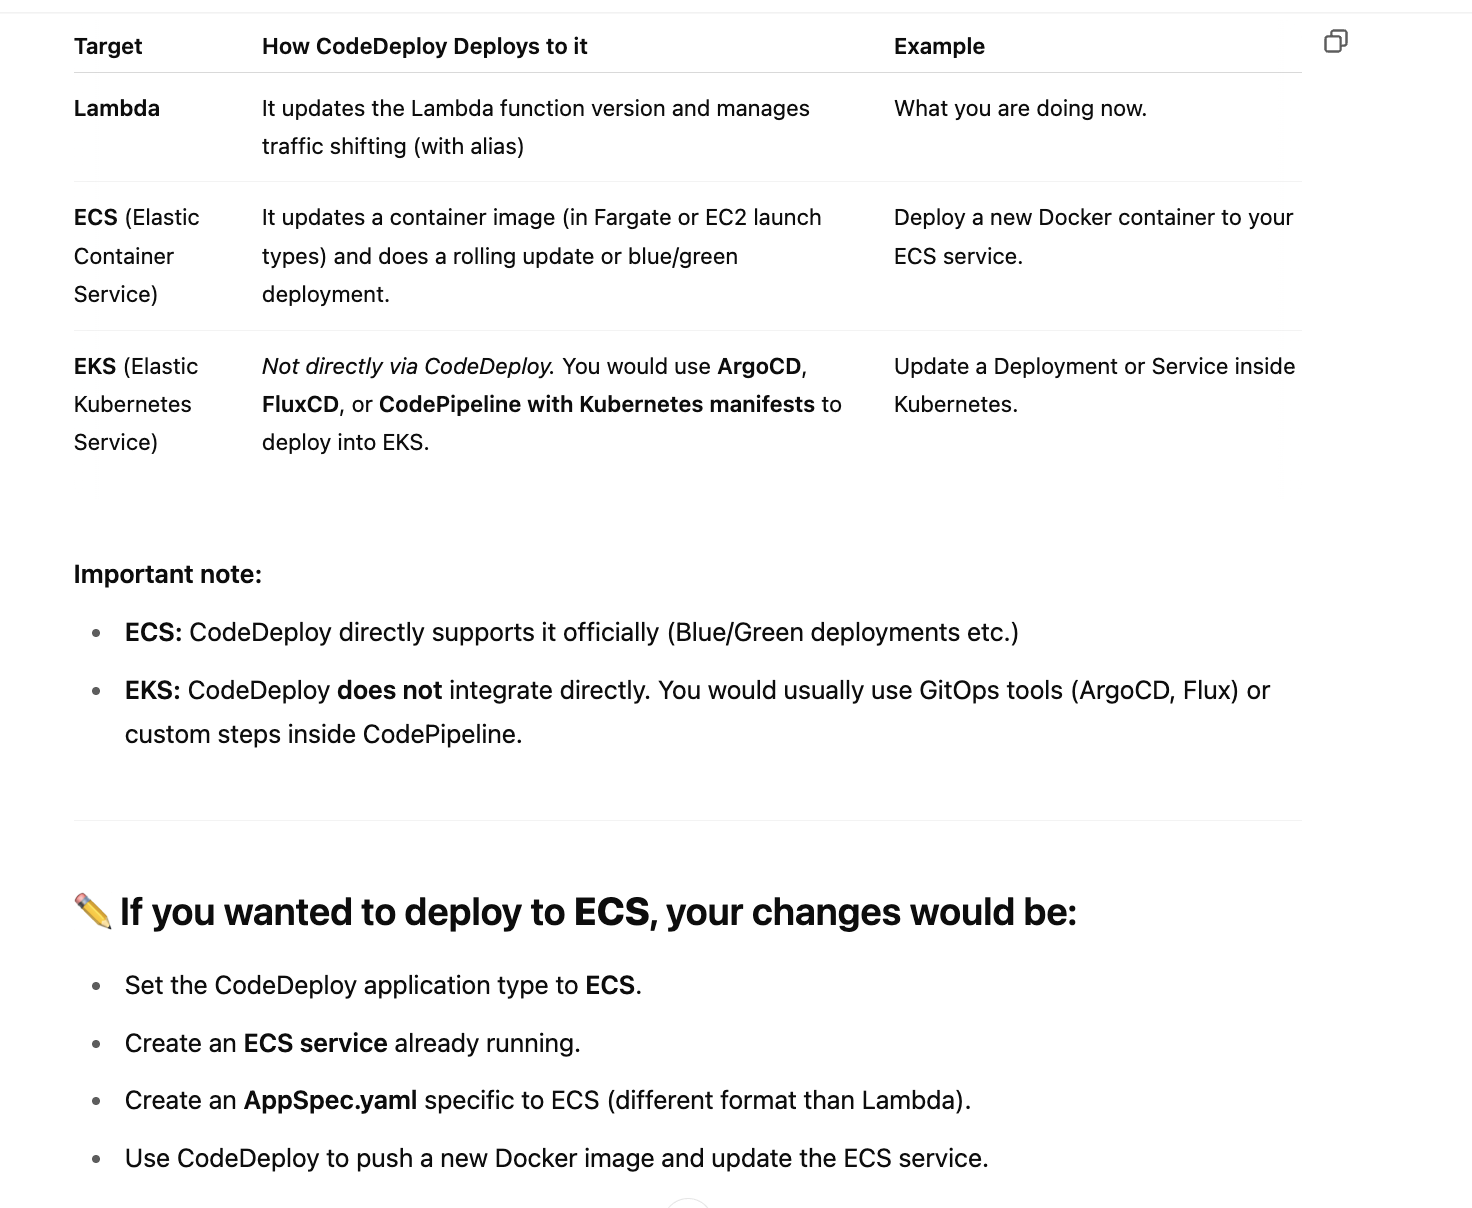 Target How CodeDeploy Deploys to it Example
Lambda It updates the Lambda function version and manages What you are doing now.
traffic shifting (with alias)
ECS (Elastic It updates a container image (in Fargate or EC2 launch Deploy a new Docker container to your
Container types) and does a rolling update or blue/green ECS service.
Service) deployment.
EKS (Elastic Not directly via CodeDeploy. You would use ArgoCD, Update a Deployment or Service inside
Kubernetes FluxCD, or CodePipeline with Kubernetes manifests to Kubernetes.
Service) deploy into EKS.
Important note:
• ECS: CodeDeploy directly supports it officially (Blue/Green deployments etc.)
• EKS: CodeDeploy does not integrate directly. You would usually use GitOps tools (ArgoCD, Flux) or
custom steps inside CodePipeline.
✏️ If you wanted to deploy to ECS, your changes would be:
• Set the CodeDeploy application type to ECS.
• Create an ECS service already running.
• Create an AppSpec.yaml specific to ECS (different format than Lambda).
• Use CodeDeploy to push a new Docker image and update the ECS service.